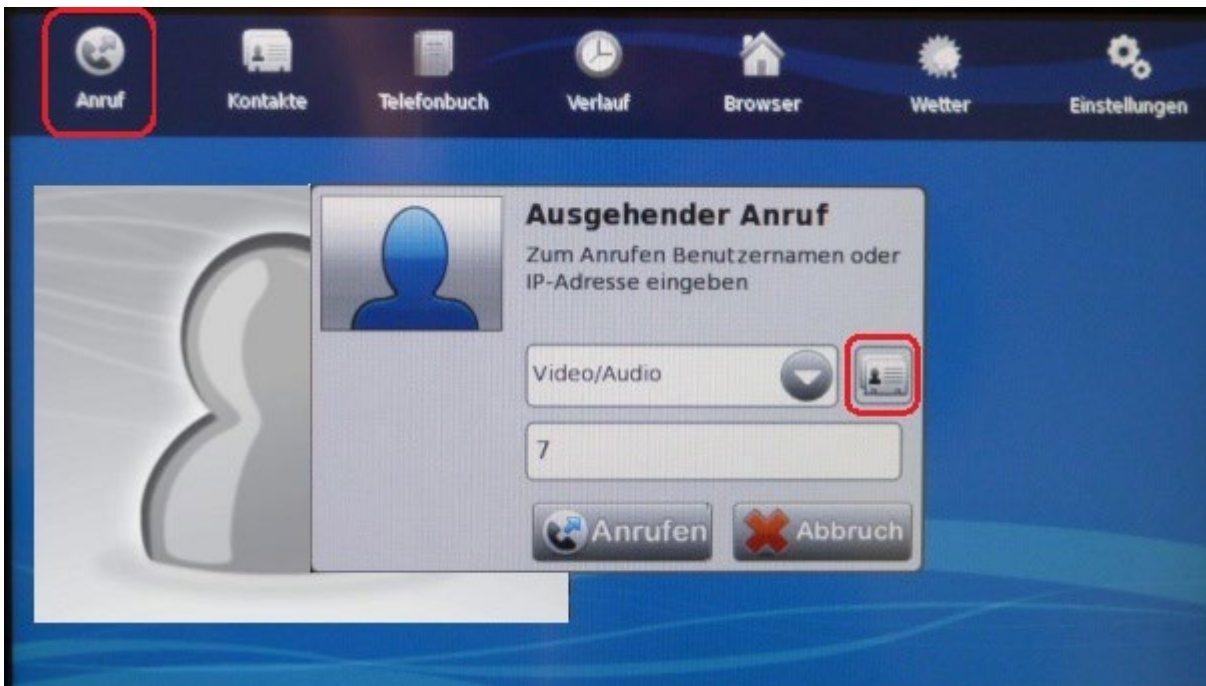 Anruf
Kontakte
Telefonbuch
Verlauf
Browser
Wetter
Einstellungen
Ausgehender Anruf
Zum Anrufen Benutzernamen oder
IP-Adresse eingeben
Video/Audio
7
Anrufen
Abbruch